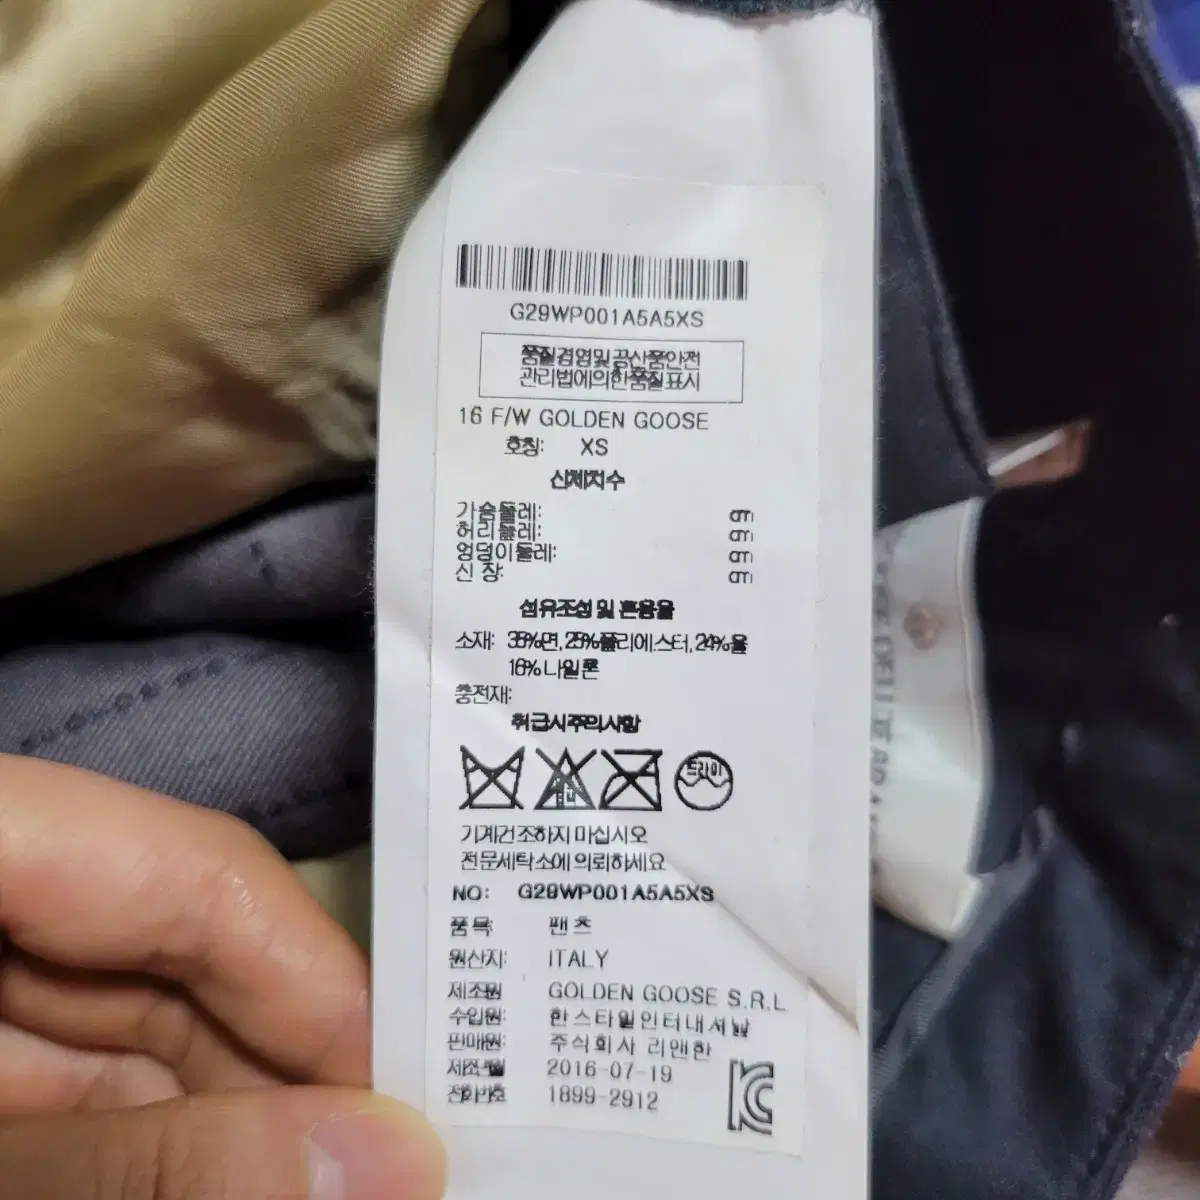 G29WP001A5A5XS
품질경영및공산품안전
관리법에의한품질표시
16 F/W GOLDEN GOOSE
호칭: XS
신체치수
가슴둘레: cm
허리둘레: cm
엉덩이둘레: cm
신 장: cm
섬유조성 및 혼용율
소재: 면, 폴리에스터, 24%울
나일론
충전재:
취급시주의사항
드라이
기계건조하지 마십시오
전문세탁소에 의뢰하세요
NO: G29WP001A5A5XS
품목: 팬츠
원산지: ITALY
제조원 GOLDEN GOOSE S.R.L
수입원: 한스타일인터내셔날
판매원: 주식회사 리앤한
제조월 2016-07-19
전화번호 1899-2912